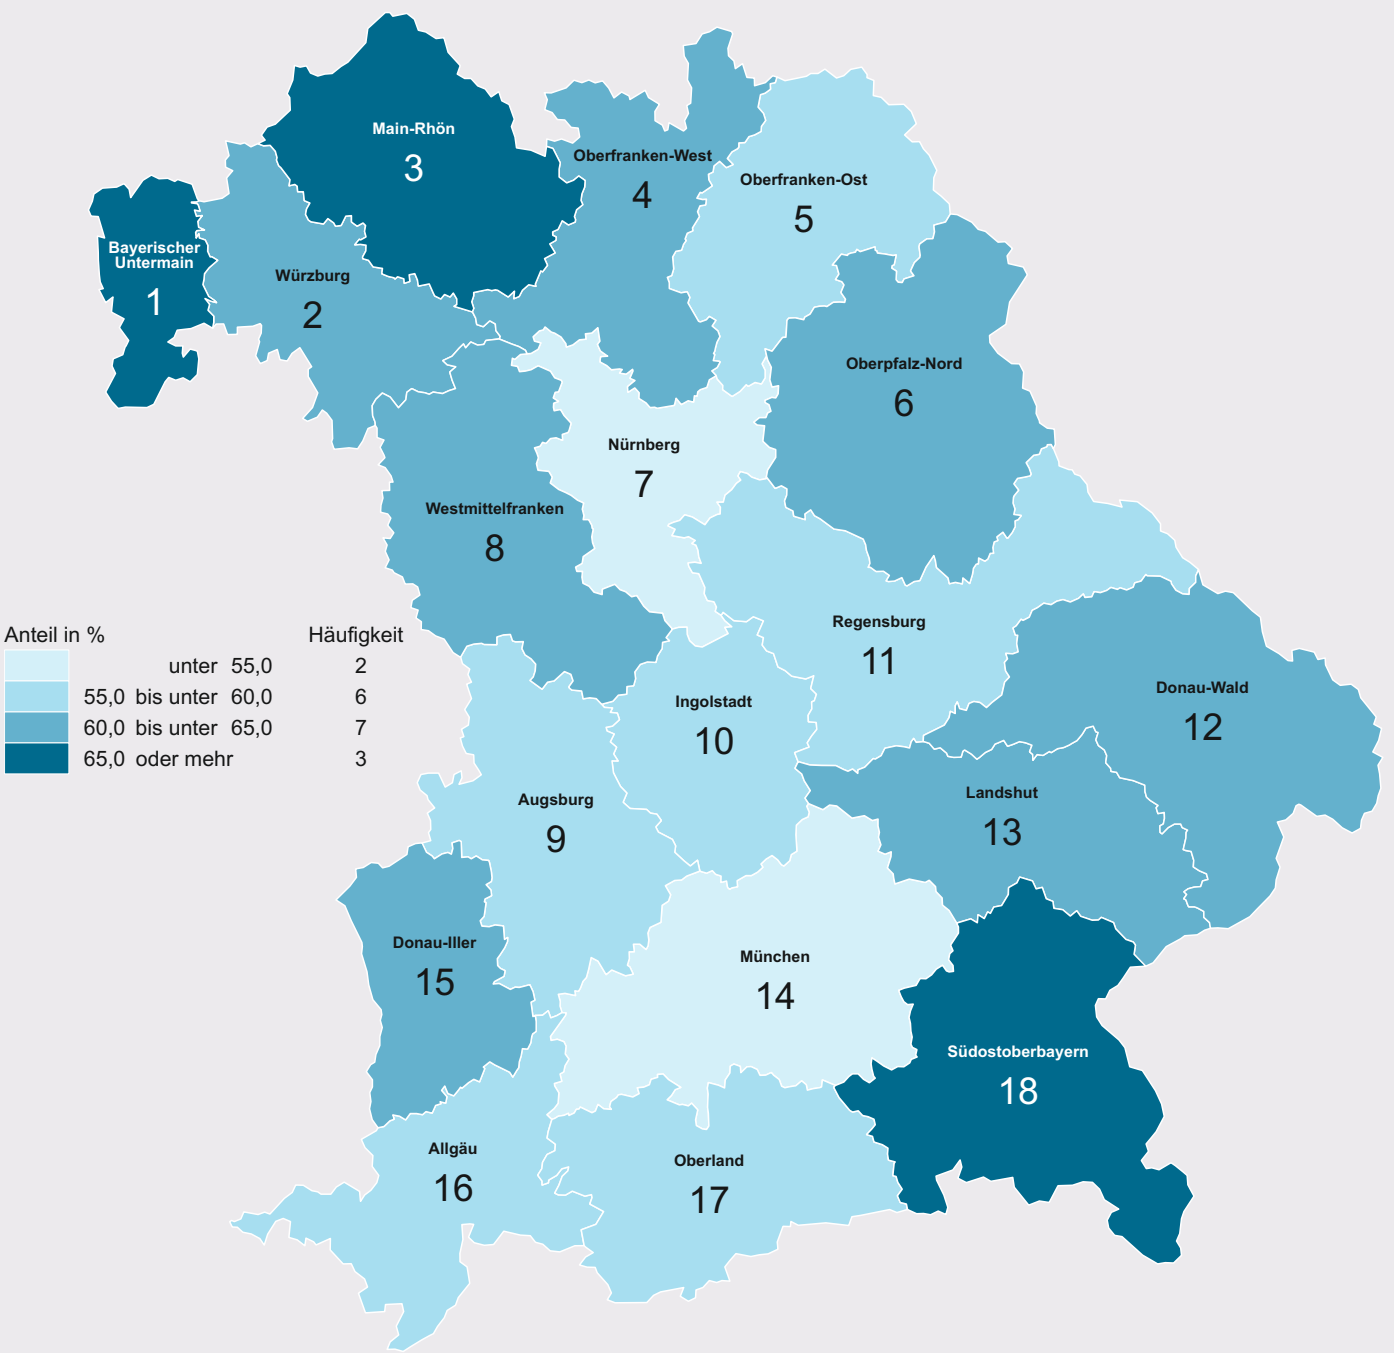 Main-Rhön
3
Oberfranken-West
4
Oberfranken-Ost
5
Bayerischer
Untermain
1
Würzburg
2
Oberpfalz-Nord
6
Nürnberg
7
Westmittelfranken
8
Regensburg
11
Anteil in % Häufigkeit
unter 55,0 2
55,0 bis unter 60,0 6
60,0 bis unter 65,0 7
65,0 oder mehr 3
Ingolstadt
10
Donau-Wald
12
Augsburg
9
Landshut
13
Donau-Iller
15
München
14
Südostoberbayern
18
Allgäu
16
Oberland
17